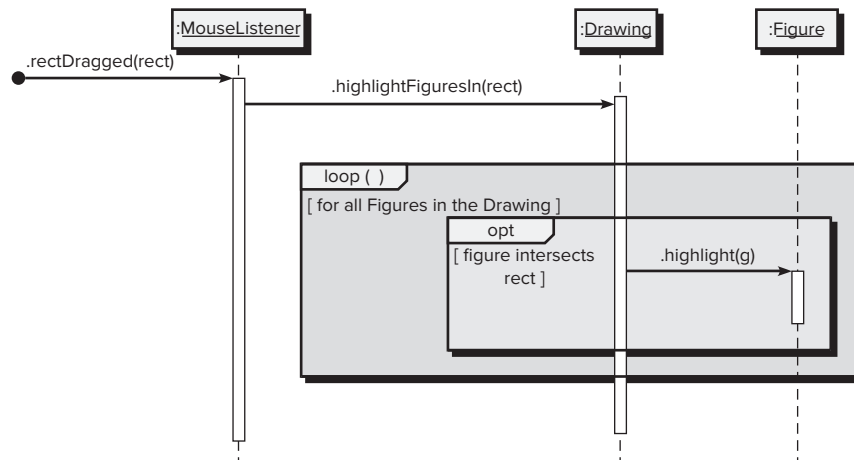 :MouseListener
:Drawing
:Figure
.rectDragged(rect)
.highlightFiguresIn(rect)
loop ( )
[ for all Figures in the Drawing ]
opt
[ figure intersects
rect ]
.highlight(g)